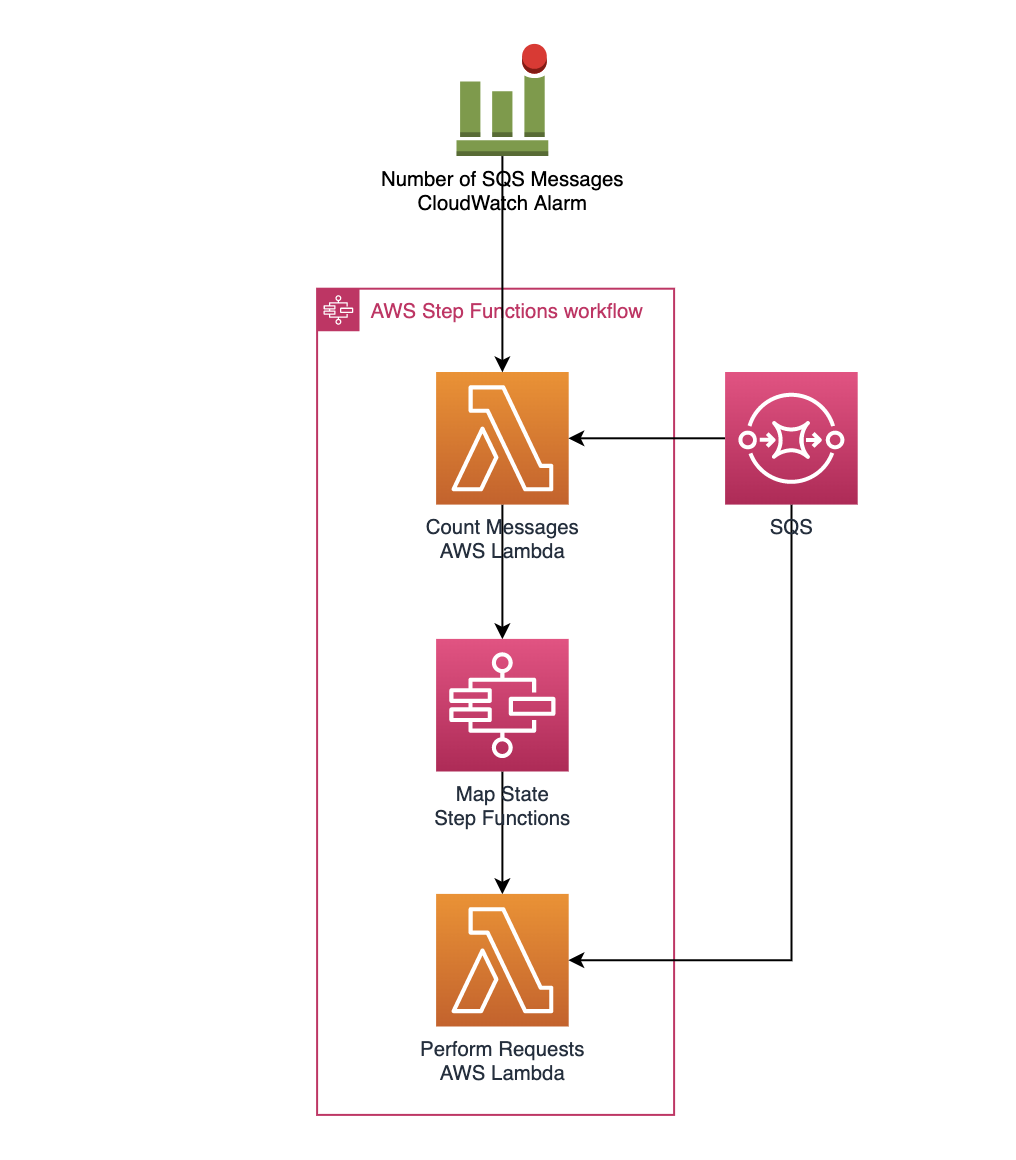 Number of SQS Messages
CloudWatch Alarm
AWS Step Functions workflow
Count Messages
AWS Lambda
SQS
Map State
Step Functions
Perform Requests
AWS Lambda